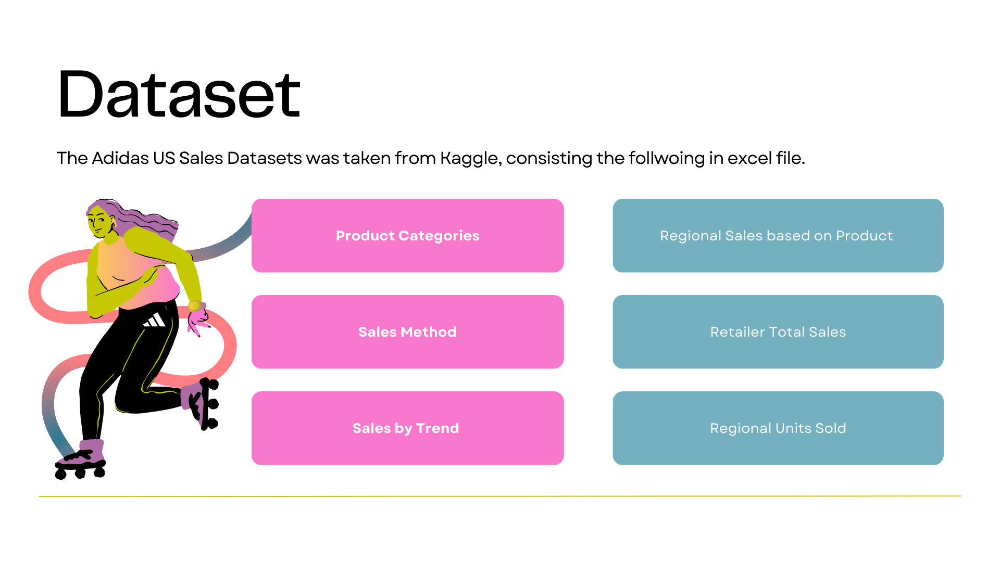 Dataset
The Adidas US Sales Datasets was taken from Kaggle, consisting the follwoing in excel file.
Product Categories
Regional Sales based on Product
Sales Method
Retailer Total Sales
Sales by Trend
Regional Units Sold